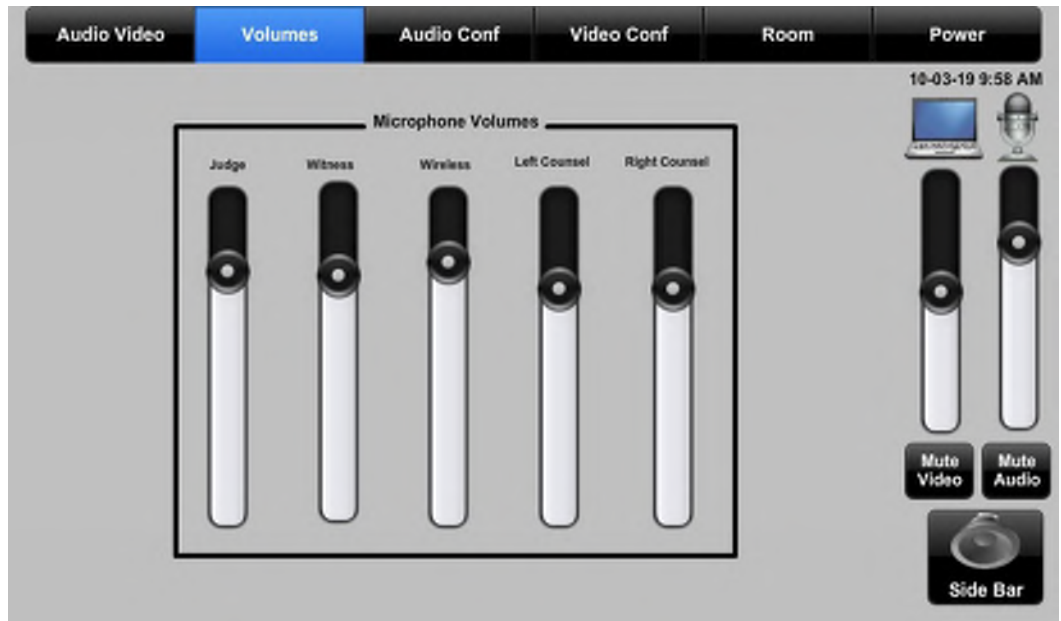 Audio Video
Volumes
Audio Conf
Video Conf
Room
Power
10-03-19 9:58 AM
Microphone Volumes
Judge
Witness
Wireless
Left Counsel
Right Counsel
Mute
Video
Mute
Audio
Side Bar